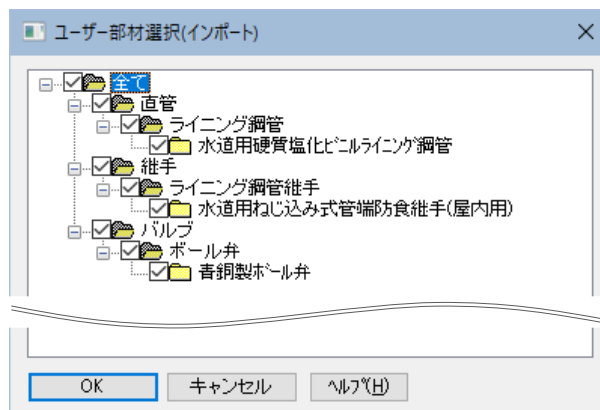 ユーザー部材選択(インポート)
全て
直管
ライニング鋼管
水道用硬質塩化ﾋﾞﾆﾙﾗｲﾆﾝｸﾞ鋼管
継手
ライニング鋼管継手
水道用ねじ込み式管端防食継手(屋内用)
バルブ
ボール弁
青銅製ﾎﾞｰﾙ弁
OK
キャンセル
ﾍﾙﾌﾟ(H)